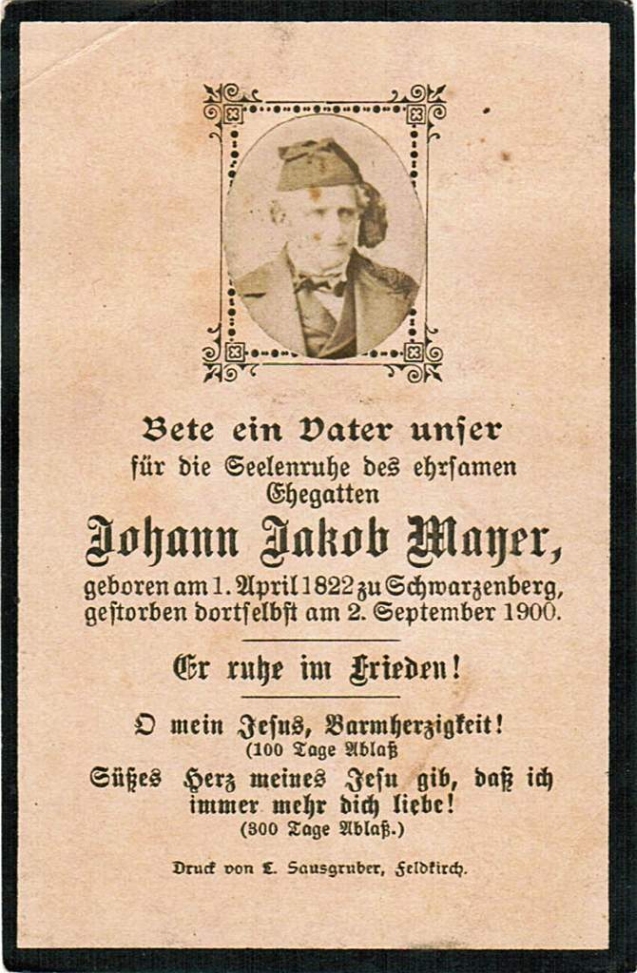 Bete ein Vater unser
für die Seelenruhe des ehrsamen
Ehegatten
Johann Jakob Mayer,
geboren am 1. April 1822 zu Schwarzenberg,
gestorben dortselbst am 2. September 1900.
Er ruhe im Frieden!
O mein Jesus, Barmherzigkeit!
(100 Tage Ablaß
Süßes Herz meines Jesu gib, daß ich
immer mehr dich liebe!
(300 Tage Ablaß.)
Druck von L. Sausgruber, Feldkirch.